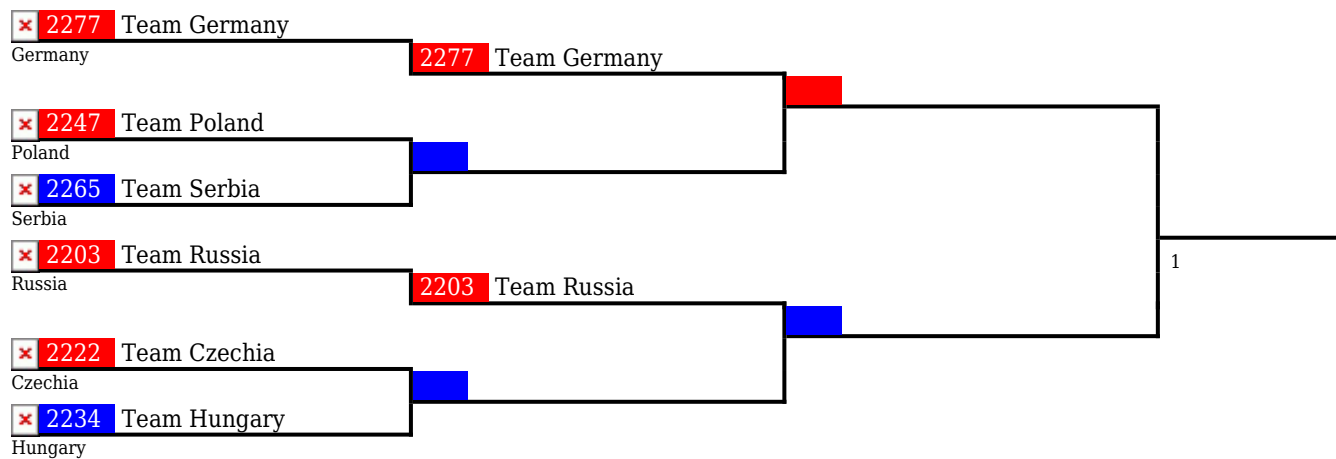 2277 Team Germany
Germany
2277 Team Germany
2247 Team Poland
Poland
2265 Team Serbia
Serbia
2203 Team Russia
Russia
1
2203 Team Russia
2222 Team Czechia
Czechia
2234 Team Hungary
Hungary